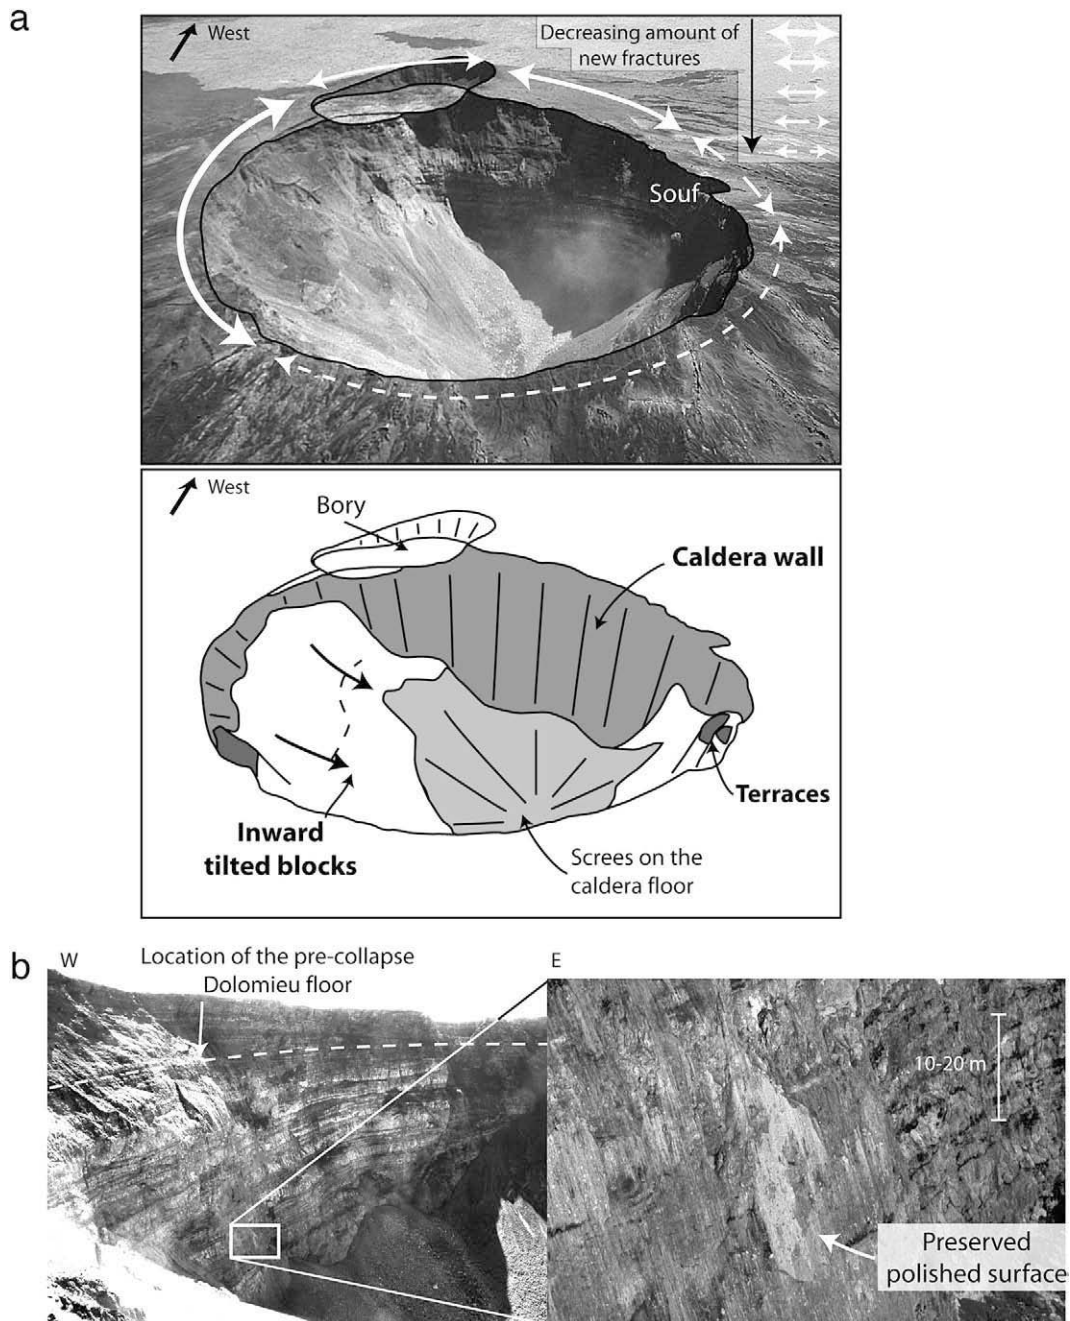 a
West
Decreasing amount of
new fractures
Souf
West
Bory
Caldera wall
Terraces
Inward
tilted blocks
Screes on the
caldera floor
b
W
Location of the pre-collapse
Dolomieu floor
E
10-20 m
Preserved
polished surface